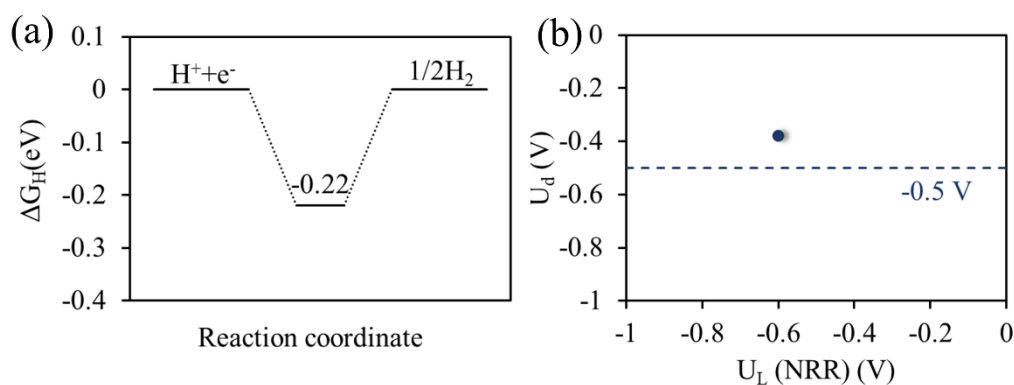 (a)
0.1
0
-0.1
-0.2
-0.3
-0.4
ΔG_H(eV)
H⁺+e⁻
1/2H₂
-0.22
Reaction coordinate
(b)
0
-0.2
-0.4
-0.6
-0.8
-1
U_d (V)
-0.5 V
-1
-0.8
-0.6
-0.4
-0.2
0
U_L (NRR) (V)